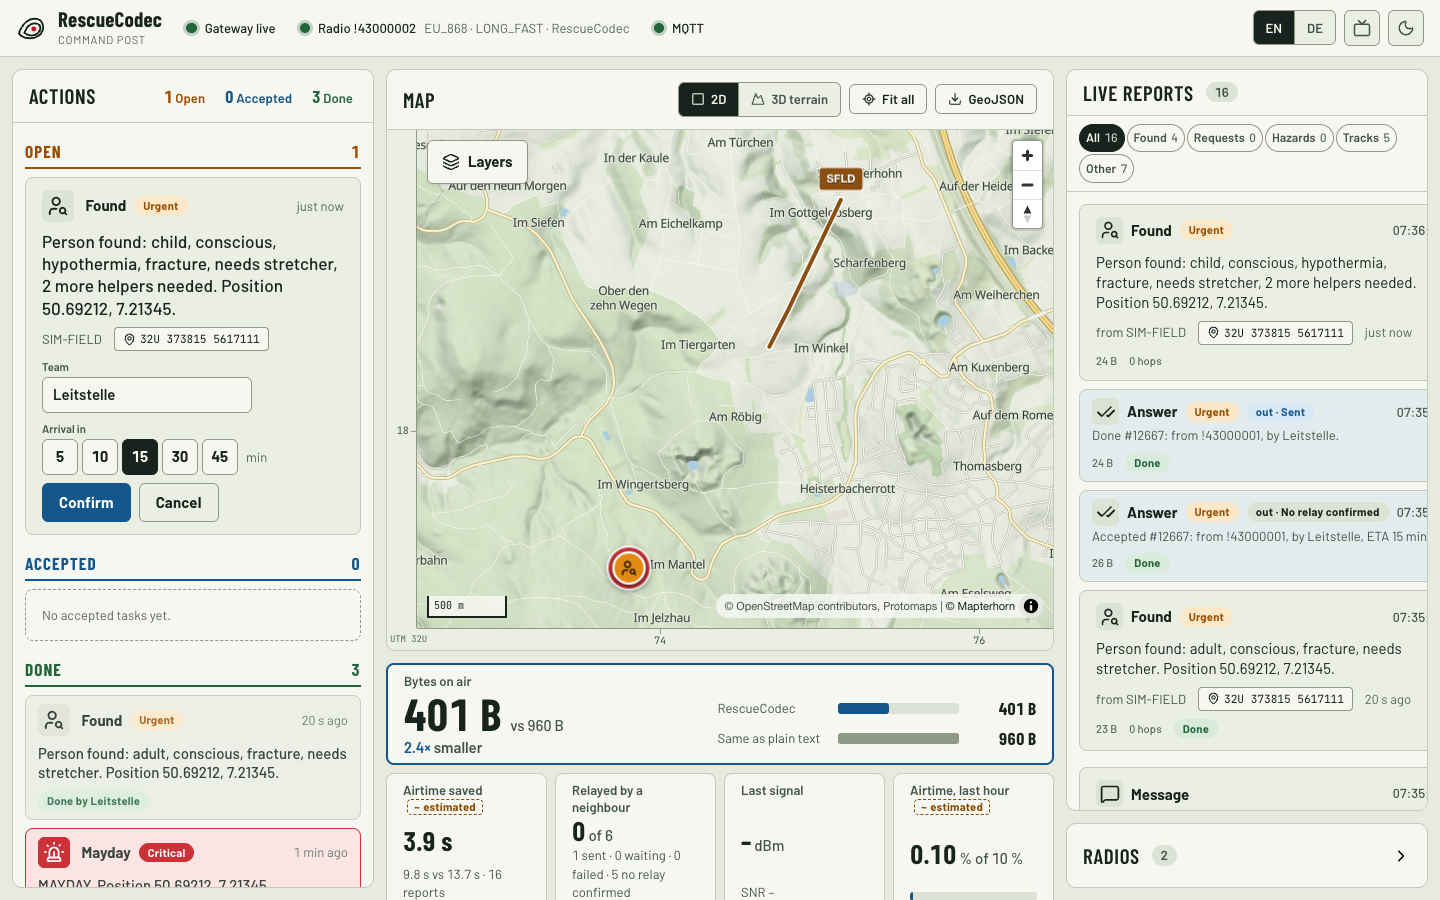 RescueCodec
COMMAND POST
Gateway live
Radio !43000002 EU_868 · LONG_FAST · RescueCodec
MQTT
EN DE
ACTIONS
1 Open 0 Accepted 3 Done
OPEN 1
Found Urgent just now
Person found: child, conscious,
hypothermia, fracture, needs stretcher,
2 more helpers needed. Position
50.69212, 7.21345.
SIM-FIELD 32U 373815 5617111
Team
Leitstelle
Arrival in
5 10 15 30 45 min
Confirm Cancel
ACCEPTED 0
No accepted tasks yet.
DONE 3
Found Urgent 20 s ago
Person found: adult, conscious, fracture, needs
stretcher. Position 50.69212, 7.21345.
Done by Leitstelle
Mayday Critical 1 min ago
MAYDAY. Position 50.69212, 7.21345.
MAP
2D 3D terrain Fit all GeoJSON
Layers
Am Türchen
In der Kaule
Auf den neun Morgen
SFLD
Auf der Heide
Im Siefen
Am Eichelkamp
Im Gottgelobsberg
Im Backe
Scharfenberg
Ober den
zehn Wegen
Am Weiherchen
Im Tiergarten
Im Winkel
Am Kuxenberg
Am Röbig
Auf dem Rome
18
Thomasberg
Im Wingertsberg
Heisterbacherrott
rbahn
Im Mantel
Am Eselsweg
500 m
© OpenStreetMap contributors, Protomaps | © Mapterhorn
Im Jelzhau
UTM 32U
74 76
Bytes on air
401 B vs 960 B
2.4× smaller
RescueCodec 401 B
Same as plain text 960 B
Airtime saved
~ estimated
3.9 s
9.8 s vs 13.7 s · 16
reports
Relayed by a
neighbour
0 of 6
1 sent · 0 waiting · 0
failed · 5 no relay
confirmed
Last signal
– dBm
SNR –
Airtime, last hour
~ estimated
0.10 % of 10 %
LIVE REPORTS 16
All 16 Found 4 Requests 0 Hazards 0 Tracks 5
Other 7
Found Urgent 07:36
Person found: child, conscious, hypothermia,
fracture, needs stretcher, 2 more helpers needed.
Position 50.69212, 7.21345.
from SIM-FIELD 32U 373815 5617111 just now
24 B 0 hops
Answer Urgent out · Sent 07:35
Done #12667: from !43000001, by Leitstelle.
24 B Done
Answer Urgent out · No relay confirmed 07:35
Accepted #12667: from !43000001, by Leitstelle, ETA 15 min
26 B Done
Found Urgent 07:35
Person found: adult, conscious, fracture, needs
stretcher. Position 50.69212, 7.21345.
from SIM-FIELD 32U 373815 5617111 20 s ago
23 B 0 hops Done
Message 07:35
RADIOS 2